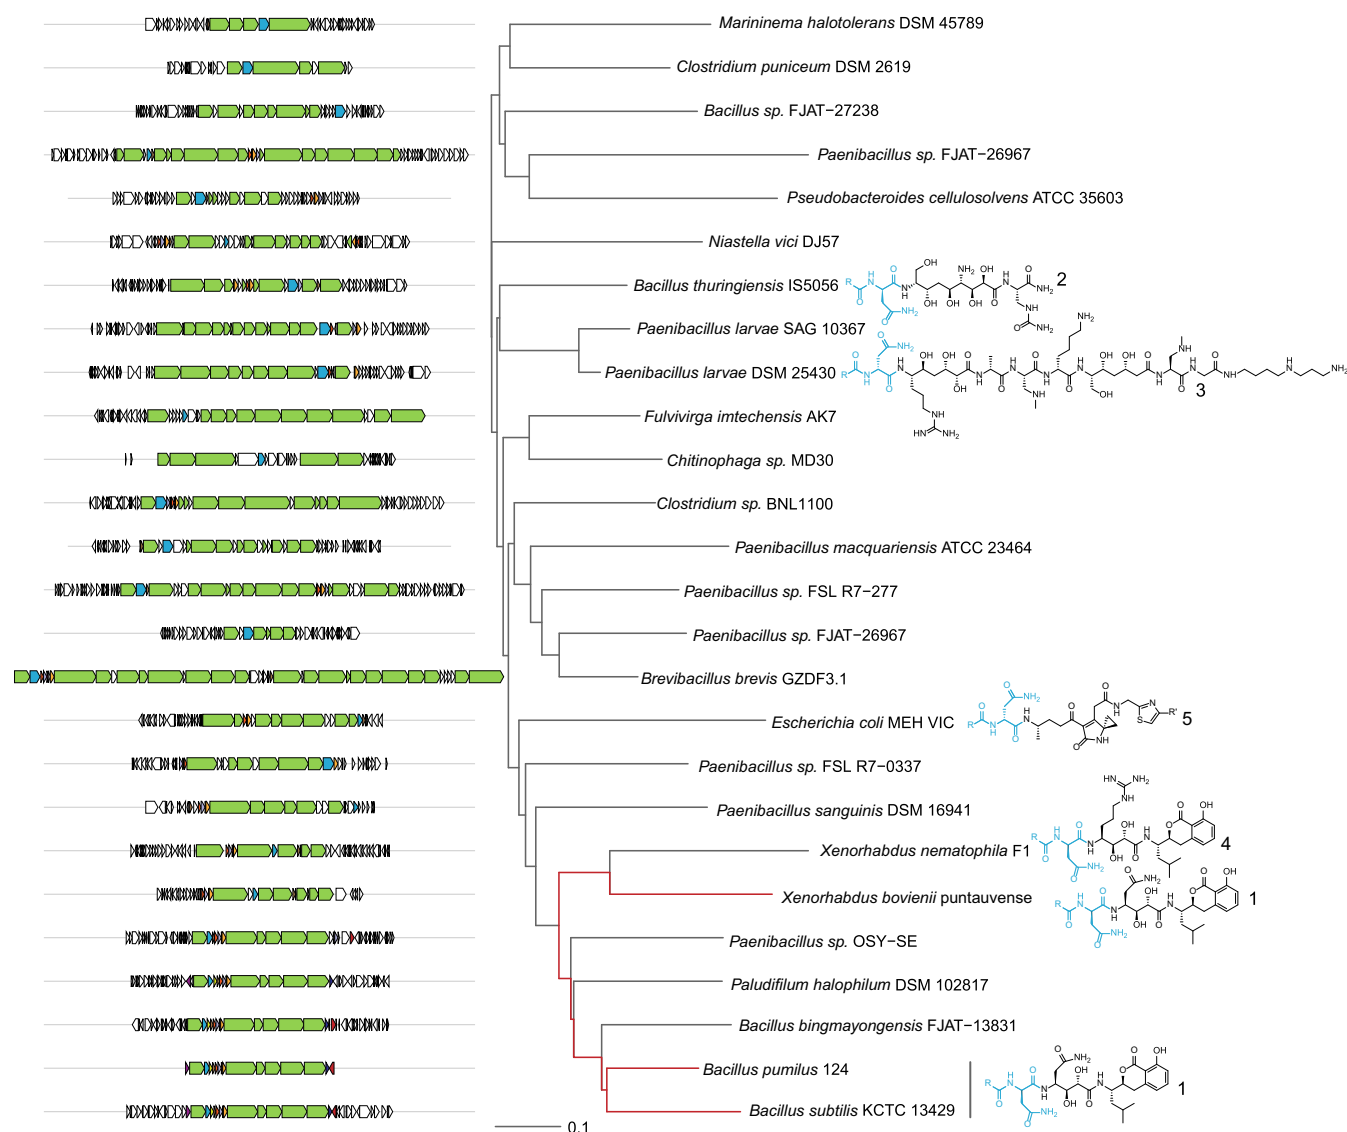 Marininema halotolerans DSM 45789
Clostridium puniceum DSM 2619
Bacillus sp. FJAT−27238
Paenibacillus sp. FJAT−26967
Pseudobacteroides cellulosolvens ATCC 35603
Niastella vici DJ57
Bacillus thuringiensis IS5056
2
Paenibacillus larvae SAG 10367
Paenibacillus larvae DSM 25430
3
Fulvivirga imtechensis AK7
Chitinophaga sp. MD30
Clostridium sp. BNL1100
Paenibacillus macquariensis ATCC 23464
Paenibacillus sp. FSL R7−277
Paenibacillus sp. FJAT−26967
Brevibacillus brevis GZDF3.1
Escherichia coli MEH VIC
5
Paenibacillus sp. FSL R7−0337
Paenibacillus sanguinis DSM 16941
Xenorhabdus nematophila F1
4
Xenorhabdus bovienii puntauvense
1
Paenibacillus sp. OSY−SE
Paludifilum halophilum DSM 102817
Bacillus bingmayongensis FJAT−13831
Bacillus pumilus 124
1
Bacillus subtilis KCTC 13429
0.1